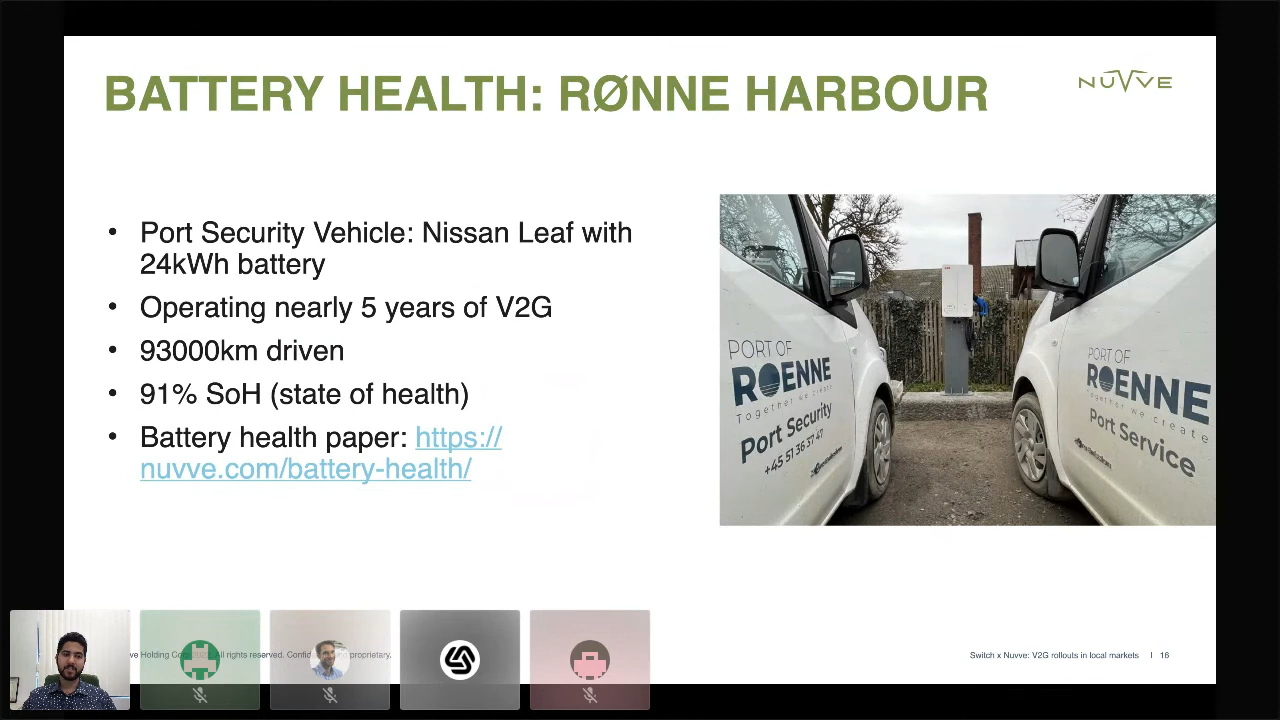 BATTERY HEALTH: RØNNE HARBOUR
NUVVE
• Port Security Vehicle: Nissan Leaf with
24kWh battery
• Operating nearly 5 years of V2G
• 93000km driven
• 91% SoH (state of health)
• Battery health paper: https://
nuvve.com/battery-health/
PORT OF
ROENNE
Together we create
Port Security
+45 51 36 37 47
PORT OF
ROENNE
Together we create
Port Service
ve Holding All rights reserved. proprietary.
Switch x Nuvve: V2G rollouts in local markets | 16